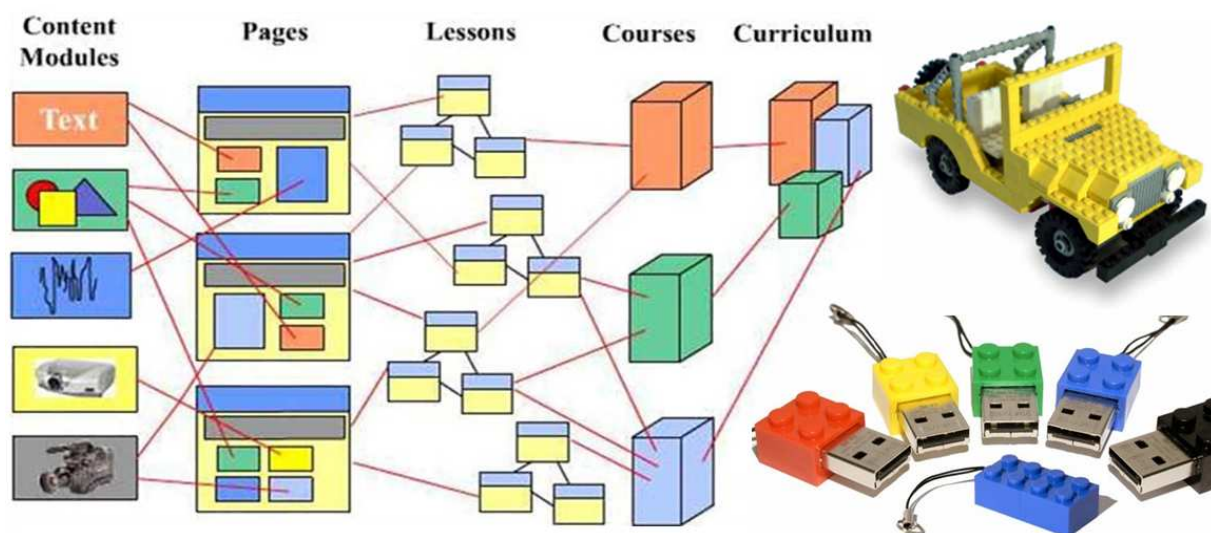 Content
Modules
Pages
Lessons
Courses
Curriculum
Text